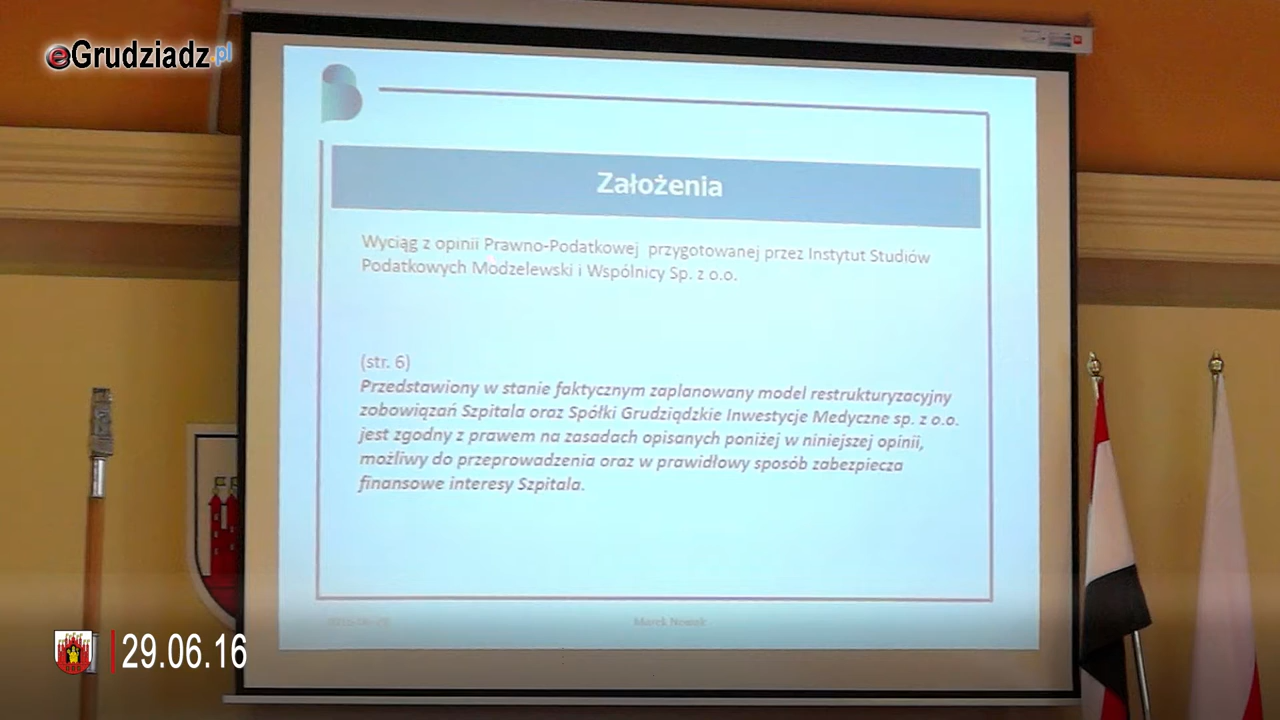 eGrudziadz.pl
Założenia
Wyciąg z opinii Prawno-Podatkowej przygotowanej przez Instytut Studiów
Podatkowych Modzelewski i Wspólnicy Sp. z o.o.
(str. 6)
Przedstawiony w stanie faktycznym zaplanowany model restrukturyzacyjny
zobowiązań Szpitala oraz Spółki Grudziądzkie Inwestycje Medyczne sp. z o.o.
jest zgodny z prawem na zasadach opisanych poniżej w niniejszej opinii,
możliwy do przeprowadzenia oraz w prawidłowy sposób zabezpiecza
finansowe interesy Szpitala.
Marek Nowak
29.06.16